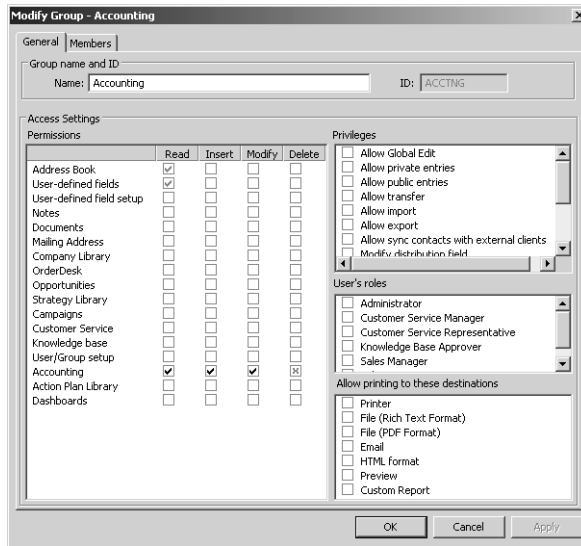 Modify Group - Accounting
General Members
Group name and ID
Name: Accounting ID: ACCTNG
Access Settings
Permissions
Read Insert Modify Delete
Address Book
User-defined fields
User-defined field setup
Notes
Documents
Mailing Address
Company Library
OrderDesk
Opportunities
Strategy Library
Campaigns
Customer Service
Knowledge base
User/Group setup
Accounting
Action Plan Library
Dashboards
Privileges
Allow Global Edit
Allow private entries
Allow public entries
Allow transfer
Allow import
Allow export
Allow sync contacts with external clients
Modify distribution field
User's roles
Administrator
Customer Service Manager
Customer Service Representative
Knowledge Base Approver
Sales Manager
Allow printing to these destinations
Printer
File (Rich Text Format)
File (PDF Format)
Email
HTML format
Preview
Custom Report
OK Cancel Apply